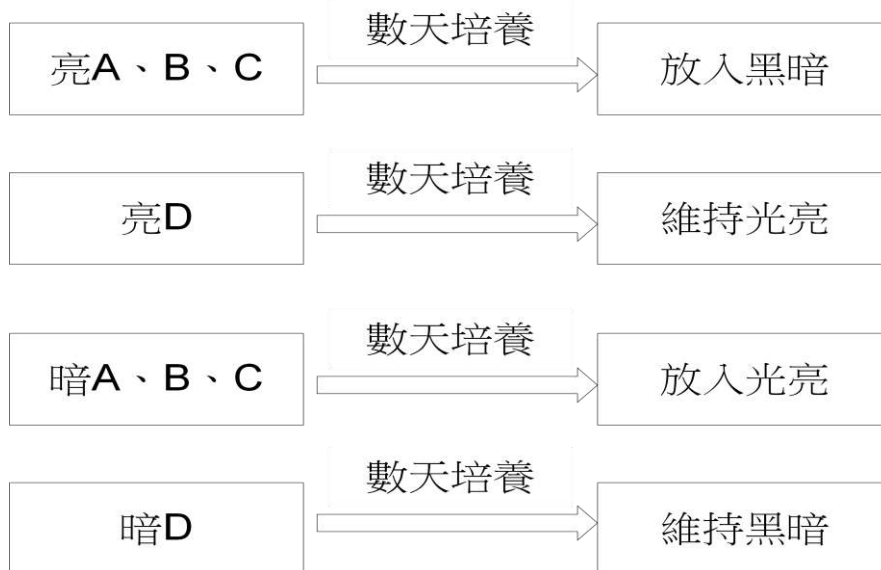 亮A、B、C
數天培養
放入黑暗
亮D
數天培養
維持光亮
暗A、B、C
數天培養
放入光亮
暗D
數天培養
維持黑暗